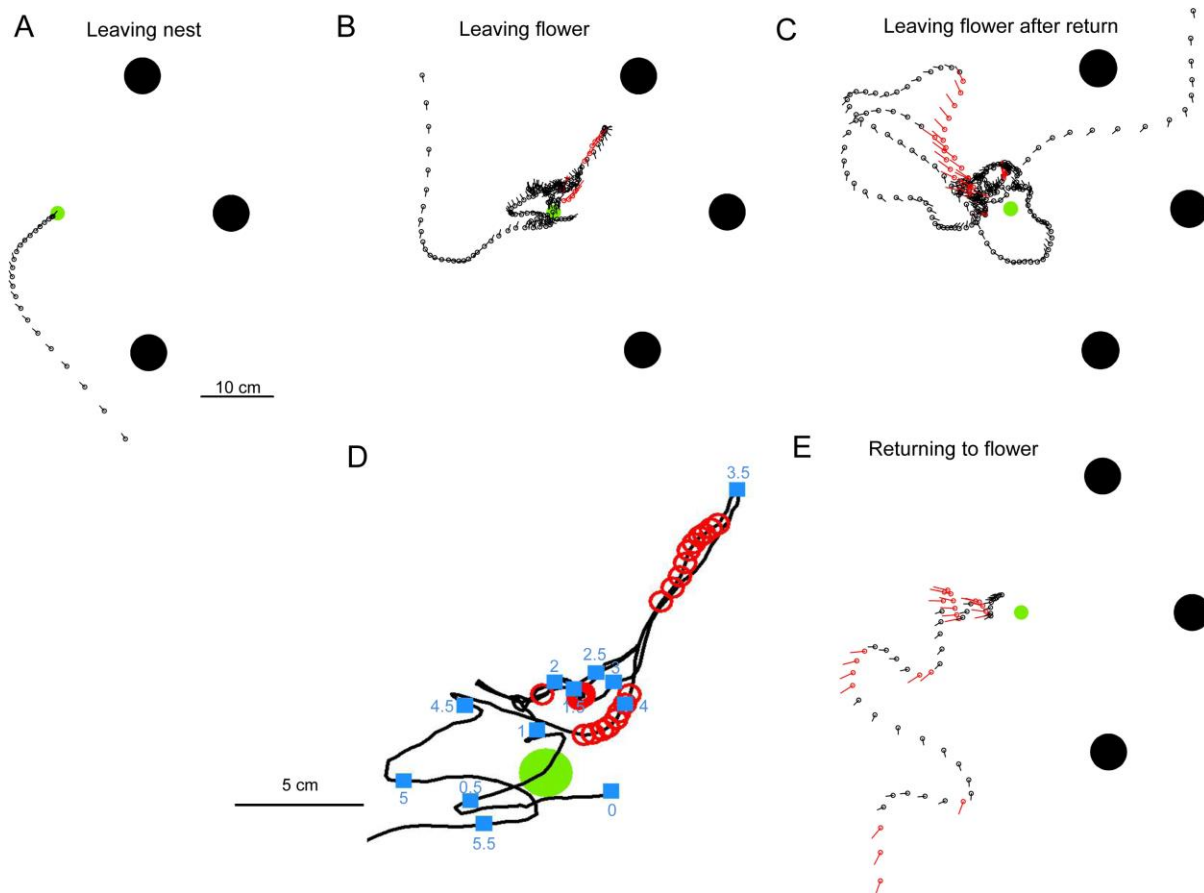 A
Leaving nest
B
Leaving flower
C
Leaving flower after return
10 cm
D
3.5
2.5
2
3
1.5
4
4.5
1
5 cm
5
0.5
0
5.5
E
Returning to flower